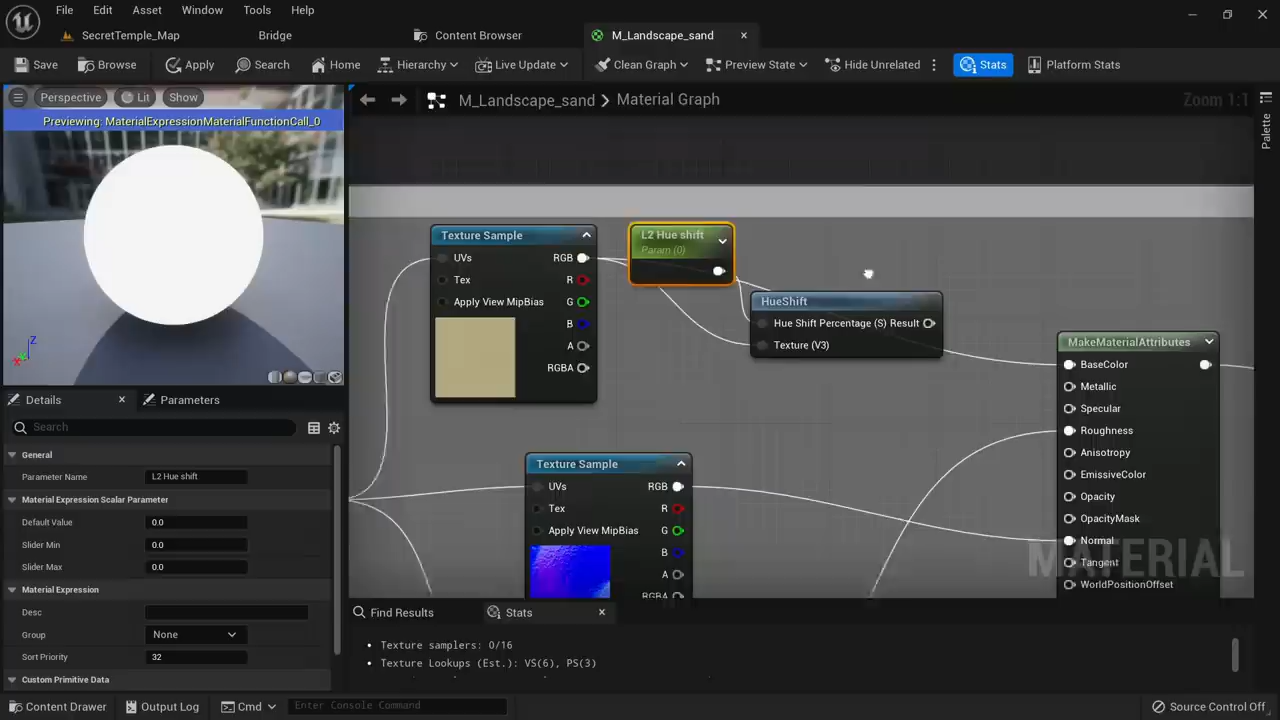 File Edit Asset Window Tools Help
SecretTemple_Map Bridge Content Browser M_Landscape_sand
Save Browse Apply Search Home Hierarchy Live Update Clean Graph Preview State Hide Unrelated Stats Platform Stats
Perspective Lit Show
M_Landscape_sand Material Graph Zoom 1:1
Palette
Previewing: MaterialExpressionMaterialFunctionCall_0
Z
X
Texture Sample
UVs RGB
Tex R
Apply View MipBias G
B
A
RGBA
L2 Hue shift
Param (0)
HueShift
Hue Shift Percentage (S) Result
Texture (V3)
MakeMaterialAttributes
BaseColor
Metallic
Specular
Roughness
Anisotropy
EmissiveColor
Opacity
OpacityMask
Normal
Tangent
WorldPositionOffset
MATERIAL
Texture Sample
UVs RGB
Tex R
Apply View MipBias G
B
A
RGBA
Details Parameters
Search
General
Parameter Name L2 Hue shift
Material Expression Scalar Parameter
Default Value 0.0
Slider Min 0.0
Slider Max 0.0
Material Expression
Desc
Group None
Sort Priority 32
Custom Primitive Data
Find Results Stats
• Texture samplers: 0/16
• Texture Lookups (Est.): VS(6), PS(3)
Content Drawer Output Log Cmd Enter Console Command Source Control Off